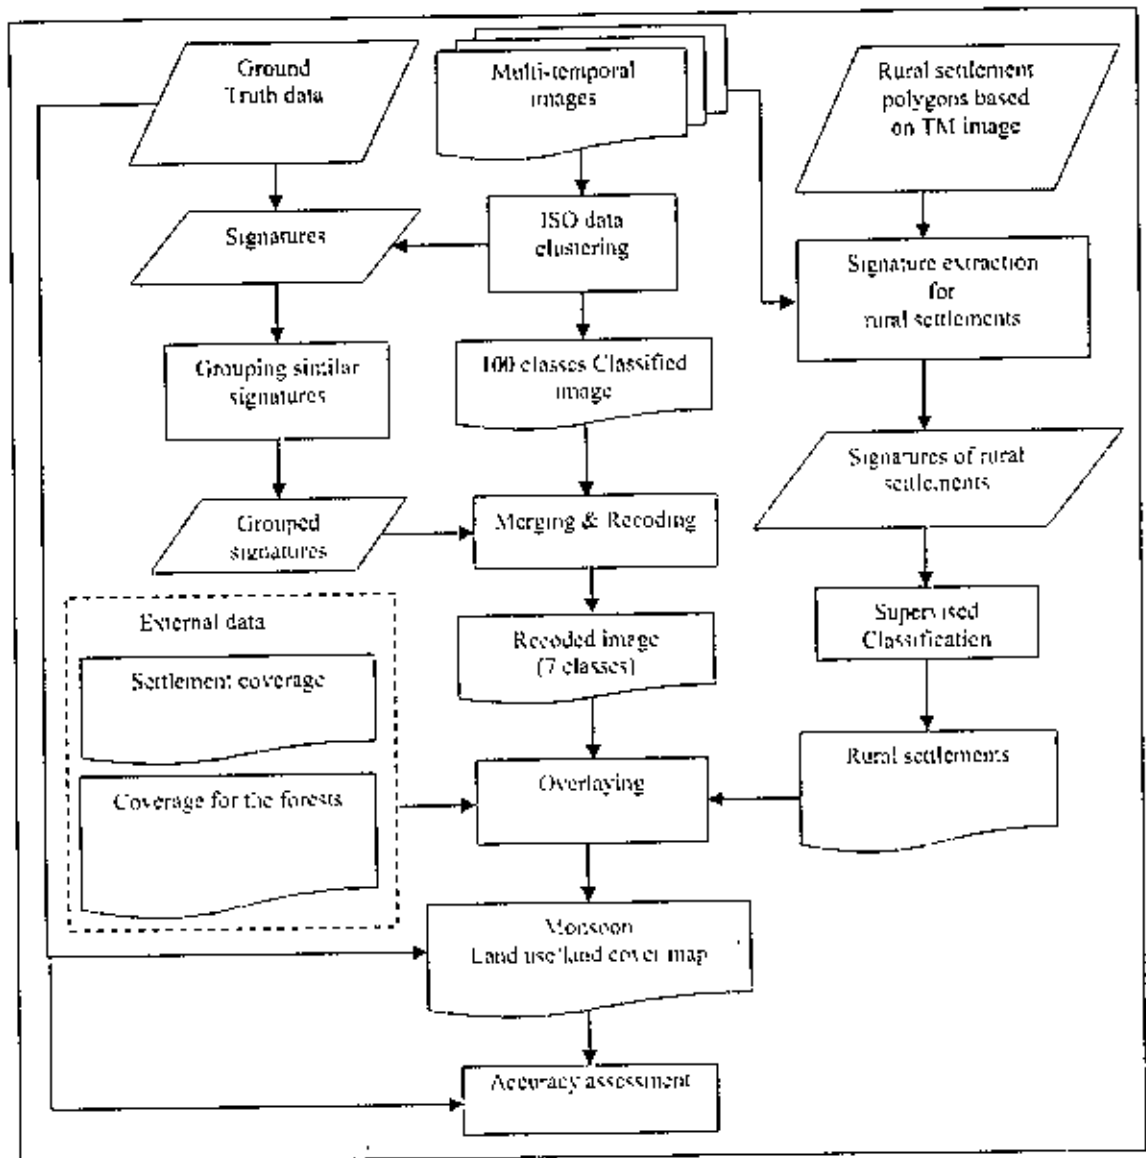 Ground
Truth data
Multi-temporal
images
Rural settlement
polygons based
on TM image
Signatures
ISO data
clustering
Signature extraction
for
rural settlements
Grouping similar
signatures
100 classes Classified
image
Signatures of rural
settlements
Grouped
signatures
Merging & Recoding
External data
Settlement coverage
Coverage for the forests
Recoded image
(7 classes)
Supervised
Classification
Overlaying
Rural settlements
Monsoon
Land use/land cover map
Accuracy assessment